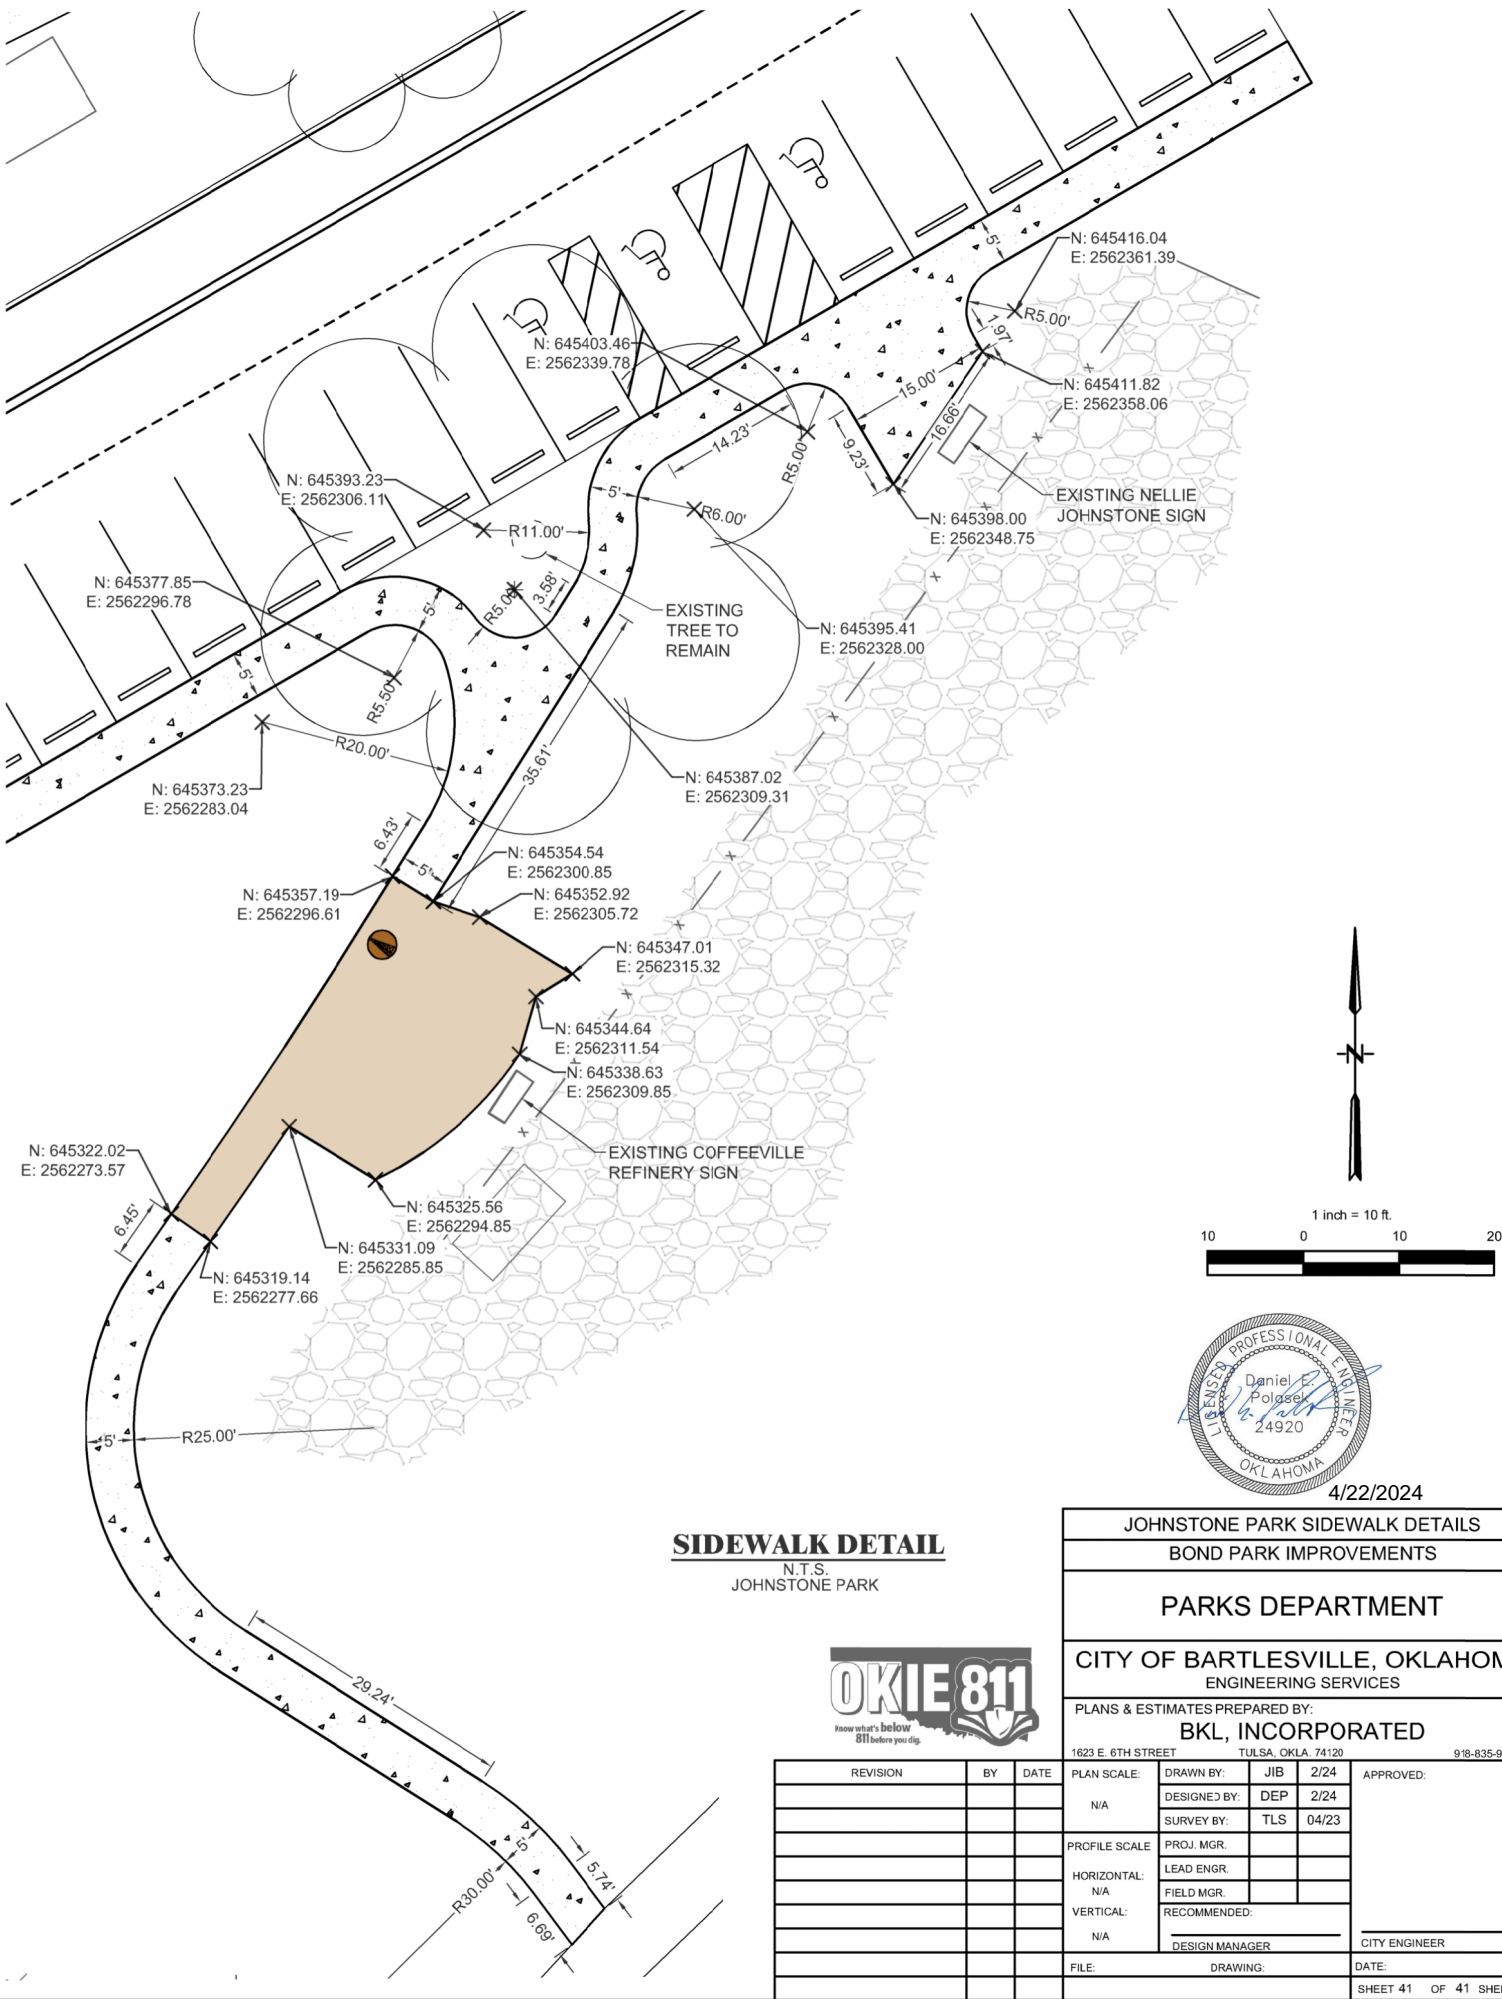 5'
N: 645416.04
E: 2562361.39
R5.00'
1.97'
N: 645403.46
E: 2562339.78
15.00'
N: 645411.82
E: 2562358.06
16.66'
14.23'
9.23'
R5.00'
N: 645393.23
E: 2562306.11
5'
R6.00'
EXISTING NELLIE
JOHNSTONE SIGN
R11.00'
N: 645398.00
E: 2562348.75
N: 645377.85
E: 2562296.78
3.58'
5'
EXISTING
TREE TO
REMAIN
N: 645395.41
E: 2562328.00
5'
R5.50'
R20.00'
35.61'
N: 645373.23
E: 2562283.04
N: 645387.02
E: 2562309.31
6.43'
5'
N: 645354.54
E: 2562300.85
N: 645357.19
E: 2562296.61
N: 645352.92
E: 2562305.72
N: 645347.01
E: 2562315.32
N: 645344.64
E: 2562311.54
N: 645338.63
E: 2562309.85
N
N: 645322.02
E: 2562273.57
EXISTING COFFEEVILLE
REFINERY SIGN
6.45'
N: 645325.56
E: 2562294.85
N: 645331.09
E: 2562285.85
N: 645319.14
E: 2562277.66
1 inch = 10 ft.
10 0 10 20
LICENSED PROFESSIONAL ENGINEER
Daniel E.
Polasek
24920
OKLAHOMA
4/22/2024
5'
R25.00'
SIDEWALK DETAIL
N.T.S.
JOHNSTONE PARK
29.24'
5'
5.74'
R30.00'
6.69'
OKIE 811
Know what's below
811 before you dig.
JOHNSTONE PARK SIDEWALK DETAILS
BOND PARK IMPROVEMENTS
PARKS DEPARTMENT
CITY OF BARTLESVILLE, OKLAHOM
ENGINEERING SERVICES
PLANS & ESTIMATES PREPARED BY:
BKL, INCORPORATED
1623 E. 6TH STREET TULSA, OKLA. 74120 918-835-9
REVISION BY DATE
PLAN SCALE:
N/A
DRAWN BY: JIB 2/24
DESIGNED BY: DEP 2/24
SURVEY BY: TLS 04/23
APPROVED:
PROFILE SCALE
HORIZONTAL:
N/A
VERTICAL:
N/A
PROJ. MGR.
LEAD ENGR.
FIELD MGR.
RECOMMENDED:
DESIGN MANAGER
CITY ENGINEER
FILE: DRAWING:
DATE:
SHEET 41 OF 41